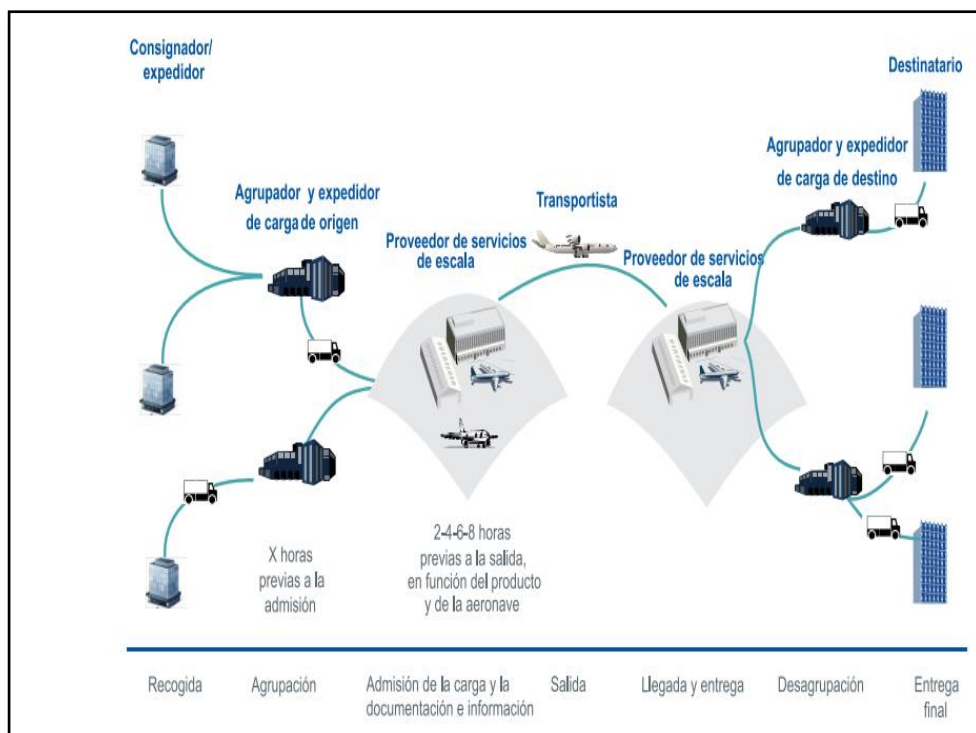 Consignador/
expedidor
Destinatario
Agrupador y expedidor
de carga de destino
Agrupador y expedidor
de carga de origen
Transportista
Proveedor de servicios
de escala
Proveedor de servicios
de escala
X horas
previas a la
admisión
2-4-6-8 horas
previas a la salida,
en función del producto
y de la aeronave
Recogida
Agrupación
Admisión de la carga y la
documentación e información
Salida
Llegada y entrega
Desagrupación
Entrega
final